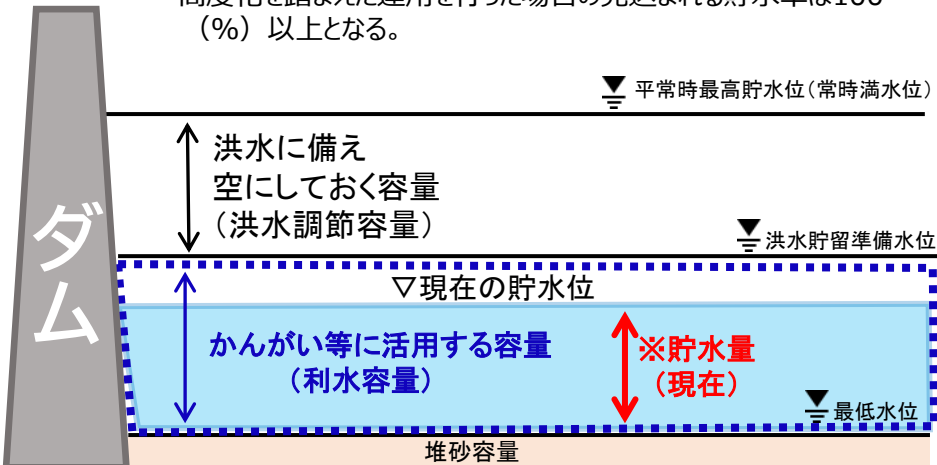 （%）以上となる。
平常時最高貯水位（常時満水位）
洪水に備え
空にしておく容量
（洪水調節容量）
洪水貯留準備水位
ダム
▽現在の貯水位
かんがい等に活用する容量
（利水容量）
※貯水量
（現在）
最低水位
堆砂容量